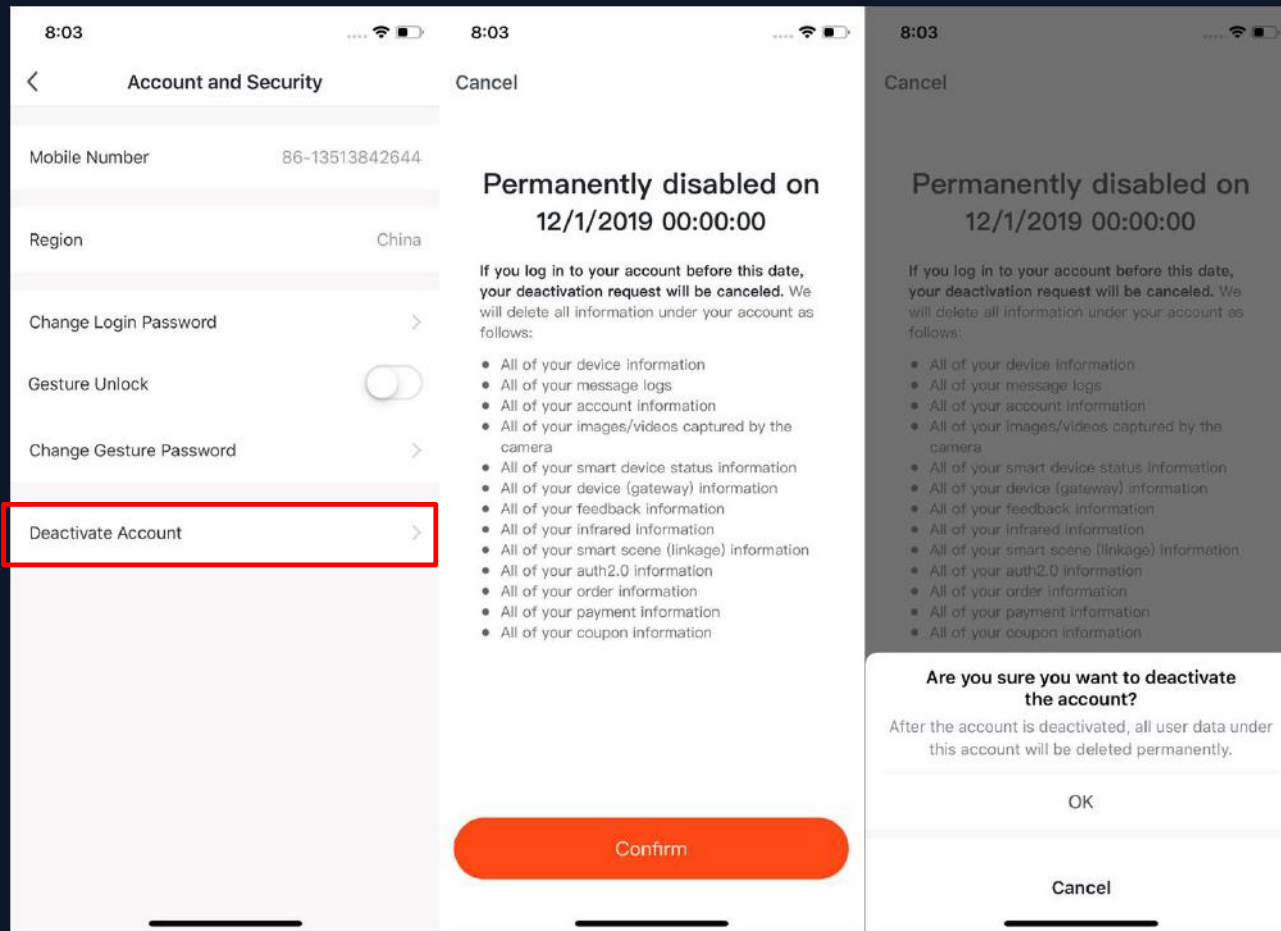 8:03
Account and Security
Mobile Number 86-13513842644
Region China
Change Login Password
Gesture Unlock
Change Gesture Password
Deactivate Account
8:03
Cancel
Permanently disabled on
12/1/2019 00:00:00
If you log in to your account before this date,
your deactivation request will be canceled. We
will delete all information under your account as
follows:
• All of your device information
• All of your message logs
• All of your account information
• All of your images/videos captured by the
camera
• All of your smart device status information
• All of your device (gateway) information
• All of your feedback information
• All of your infrared information
• All of your smart scene (linkage) information
• All of your auth2.0 information
• All of your order information
• All of your payment information
• All of your coupon information
Confirm
8:03
Cancel
Permanently disabled on
12/1/2019 00:00:00
If you log in to your account before this date,
your deactivation request will be canceled. We
will delete all information under your account as
follows:
• All of your device information
• All of your message logs
• All of your account information
• All of your images/videos captured by the
camera
• All of your smart device status information
• All of your device (gateway) information
• All of your feedback information
• All of your infrared information
• All of your smart scene (linkage) information
• All of your auth2.0 information
• All of your order information
• All of your payment information
• All of your coupon information
Are you sure you want to deactivate
the account?
After the account is deactivated, all user data under
this account will be deleted permanently.
OK
Cancel